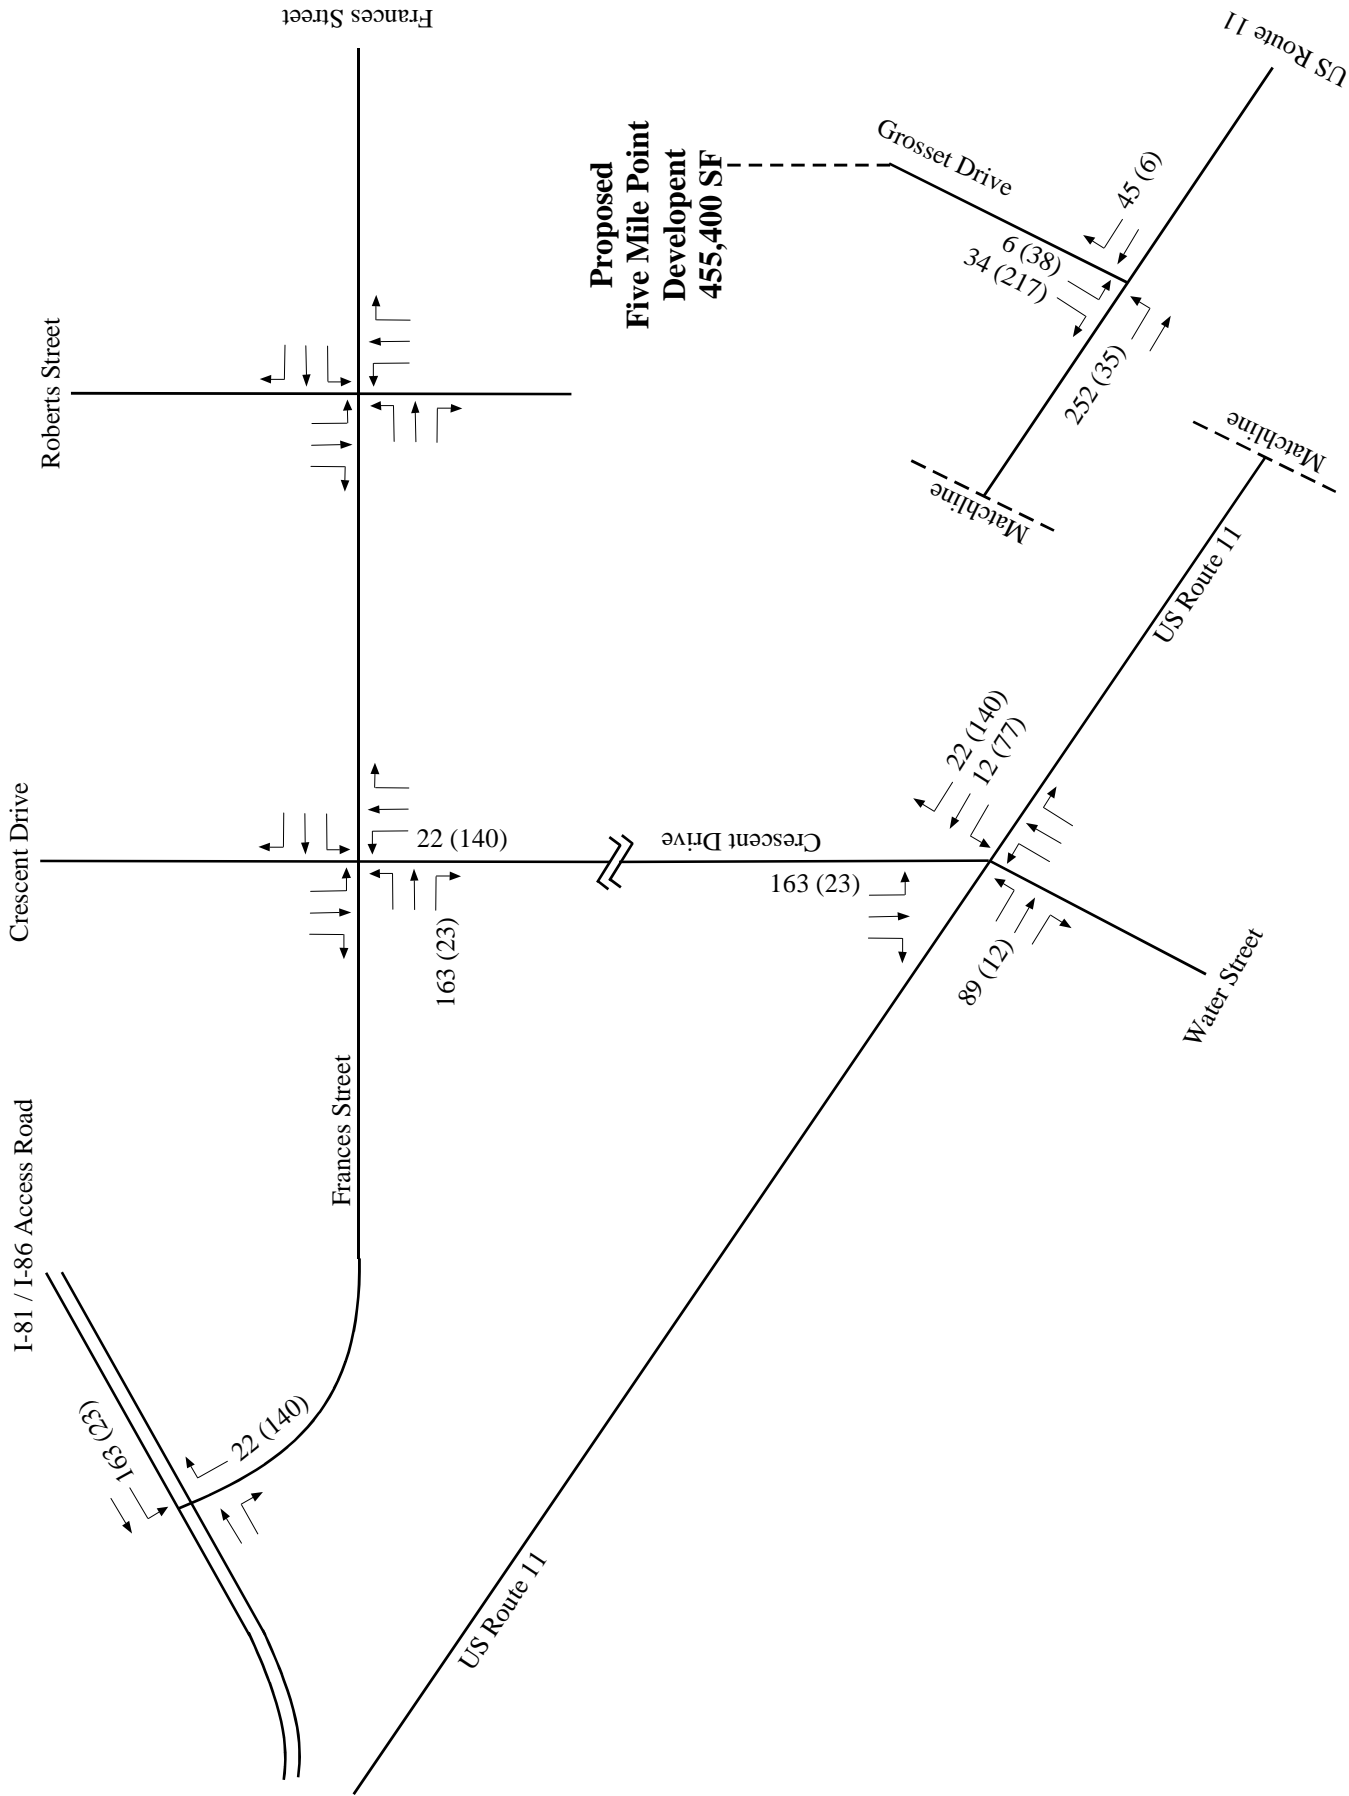 Frances Street
US Route 11
Grosset Drive
Proposed
Five Mile Point
Developent
455,400 SF
45 (6)
6 (38)
34 (217)
252 (35)
Roberts Street
Matchline
Matchline
US Route 11
22 (140)
12 (77)
Crescent Drive
22 (140)
Crescent Drive
163 (23)
163 (23)
89 (12)
Water Street
Frances Street
I-81 / I-86 Access Road
163 (23)
22 (140)
US Route 11